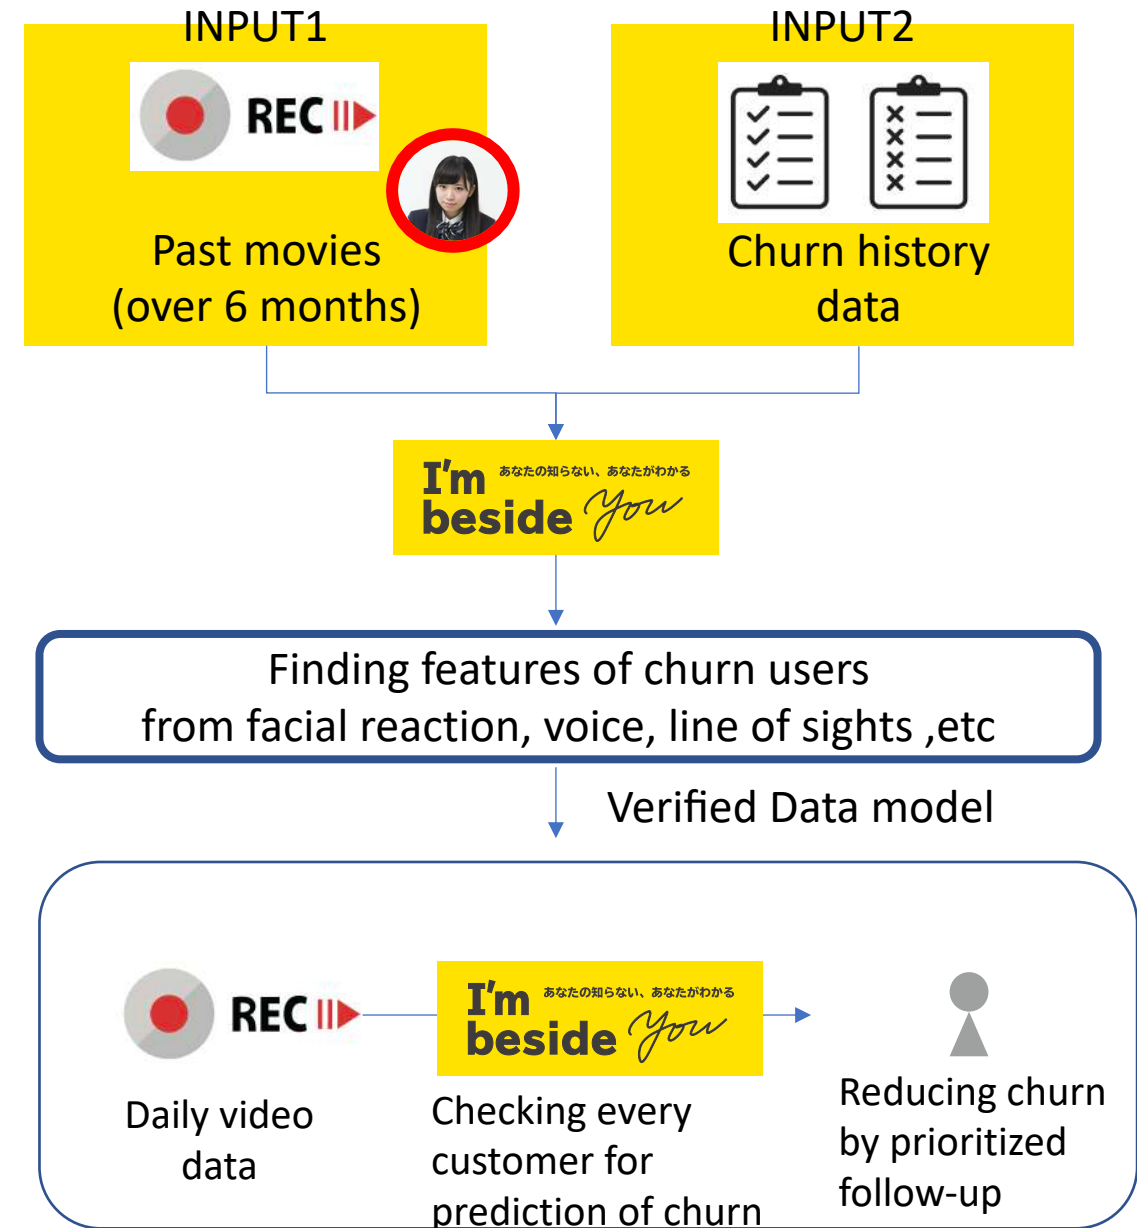 INPUT1
REC
Past movies
(over 6 months)
INPUT2
Churn history
data
I'm あなたの知らない、あなたがわかる
beside You
Finding features of churn users
from facial reaction, voice, line of sights ,etc
Verified Data model
REC
Daily video
data
I'm あなたの知らない、あなたがわかる
beside You
Checking every
customer for
prediction of churn
Reducing churn
by prioritized
follow-up